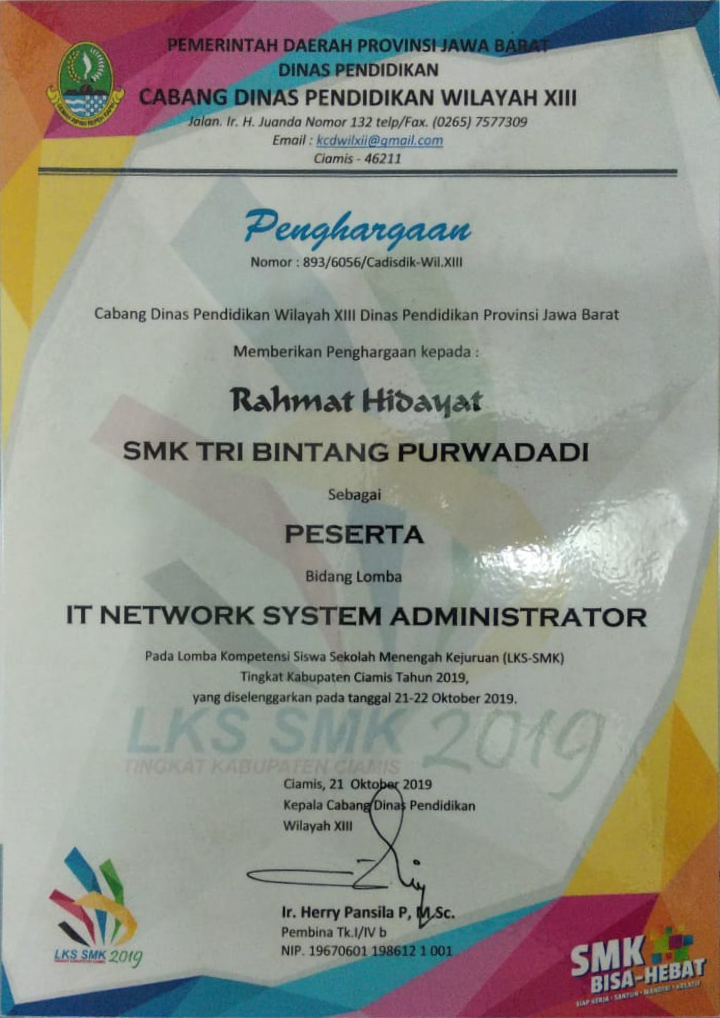 PEMERINTAH DAERAH PROVINSI JAWA BARAT
DINAS PENDIDIKAN
CABANG DINAS PENDIDIKAN WILAYAH XIII
Jalan. Ir. H. Juanda Nomor 132 telp/Fax. (0265) 7577309
Email : kcdwilxii@gmail.com
Ciamis - 46211
Penghargaan
Nomor : 893/6056/Cadisdik-Wil.XIII
Cabang Dinas Pendidikan Wilayah XIII Dinas Pendidikan Provinsi Jawa Barat
Memberikan Penghargaan kepada :
Rahmat Hidayat
SMK TRI BINTANG PURWADADI
Sebagai
PESERTA
Bidang Lomba
IT NETWORK SYSTEM ADMINISTRATOR
Pada Lomba Kompetensi Siswa Sekolah Menengah Kejuruan (LKS-SMK)
Tingkat Kabupaten Ciamis Tahun 2019,
yang diselenggarkan pada tanggal 21-22 Oktober 2019.
LKS SMK 2019
TINGKAT KABUPATEN CIAMIS
Ciamis, 21 Oktober 2019
Kepala Cabang Dinas Pendidikan
Wilayah XIII
Ir. Herry Pansila P, M.Sc.
Pembina Tk.I/IV b
NIP. 19670601 198612 1 001
LKS SMK 2019
TINGKAT KABUPATEN CIAMIS
SMK
BISA-HEBAT
SIAP KERJA • SANTUN • MANDIRI • KREATIF